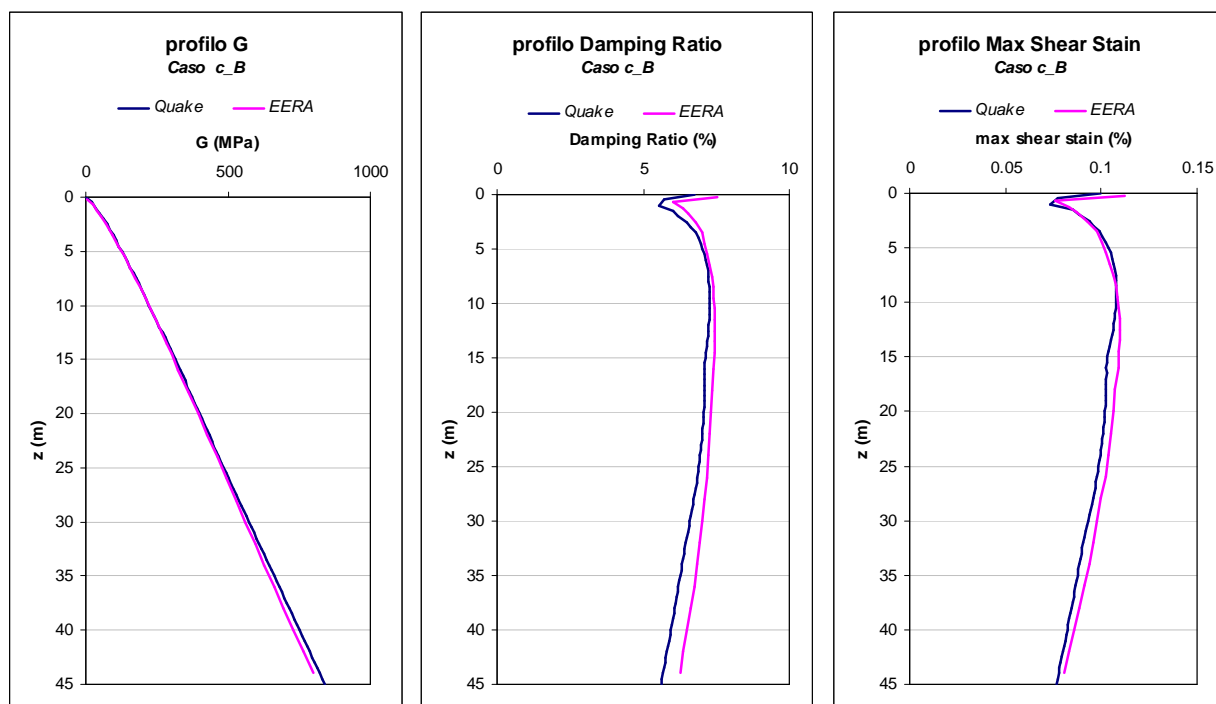 profilo G
Caso c_B
Quake EERA
G (MPa)
0 500 1000
0
5
10
15
20
25
30
35
40
45
z (m)
profilo Damping Ratio
Caso c_B
Quake EERA
Damping Ratio (%)
0 5 10
0
5
10
15
20
25
30
35
40
45
z (m)
profilo Max Shear Stain
Caso c_B
Quake EERA
max shear stain (%)
0 0.05 0.1 0.15
0
5
10
15
20
25
30
35
40
45
z (m)